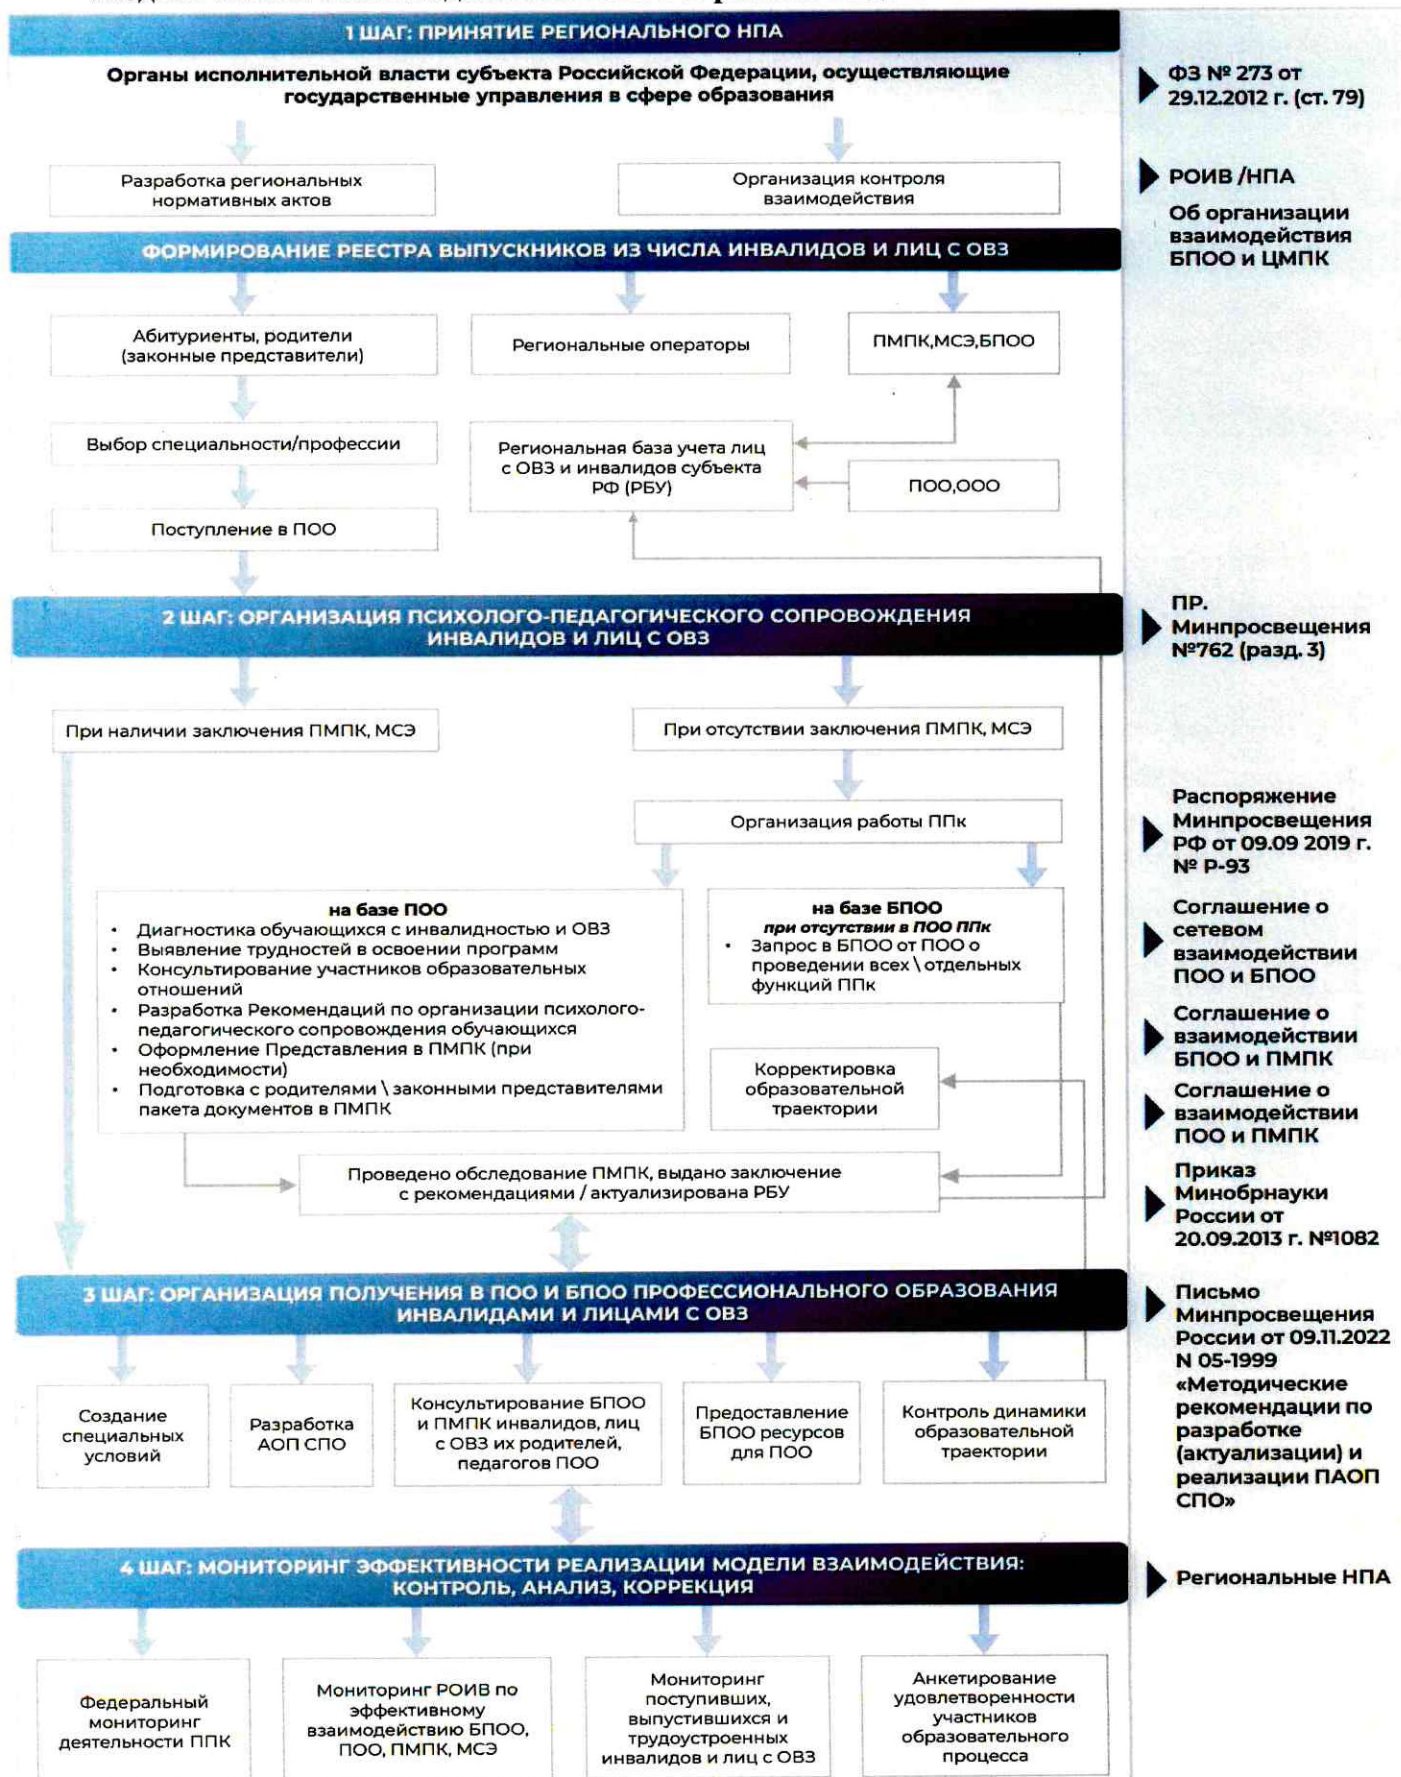 1 ШАГ: ПРИНЯТИЕ РЕГИОНАЛЬНОГО НПА
Органы исполнительной власти субъекта Российской Федерации, осуществляющие
государственные управления в сфере образования
ФЗ № 273 от
29.12.2012 г. (ст. 79)
Разработка региональных
нормативных актов
Организация контроля
взаимодействия
РОИВ /НПА
Об организации
взаимодействия
БПОО и ЦМПК
ФОРМИРОВАНИЕ РЕЕСТРА ВЫПУСКНИКОВ ИЗ ЧИСЛА ИНВАЛИДОВ И ЛИЦ С ОВЗ
Абитуриенты, родители
(законные представители)
Региональные операторы
ПМПК,МСЭ,БПОО
Выбор специальности/профессии
Региональная база учета лиц
с ОВЗ и инвалидов субъекта
РФ (РБУ)
ПОО,ООО
Поступление в ПОО
2 ШАГ: ОРГАНИЗАЦИЯ ПСИХОЛОГО-ПЕДАГОГИЧЕСКОГО СОПРОВОЖДЕНИЯ
ИНВАЛИДОВ И ЛИЦ С ОВЗ
ПР.
Минпросвещения
№762 (разд. 3)
При наличии заключения ПМПК, МСЭ
При отсутствии заключения ПМПК, МСЭ
Организация работы ППк
Распоряжение
Минпросвещения
РФ от 09.09 2019 г.
№ Р-93
на базе ПОО
• Диагностика обучающихся с инвалидностью и ОВЗ
• Выявление трудностей в освоении программ
• Консультирование участников образовательных
отношений
• Разработка Рекомендаций по организации психолого-
педагогического сопровождения обучающихся
• Оформление Представления в ПМПК (при
необходимости)
• Подготовка с родителями \ законными представителями
пакета документов в ПМПК
на базе БПОО
при отсутствии в ПОО ППк
• Запрос в БПОО от ПОО о
проведении всех \ отдельных
функций ППк
Соглашение о
сетевом
взаимодействии
ПОО и БПОО
Соглашение о
взаимодействии
БПОО и ПМПК
Корректировка
образовательной
траектории
Соглашение о
взаимодействии
ПОО и ПМПК
Проведено обследование ПМПК, выдано заключение
с рекомендациями / актуализирована РБУ
Приказ
Минобрнауки
России от
20.09.2013 г. №1082
3 ШАГ: ОРГАНИЗАЦИЯ ПОЛУЧЕНИЯ В ПОО И БПОО ПРОФЕССИОНАЛЬНОГО ОБРАЗОВАНИЯ
ИНВАЛИДАМИ И ЛИЦАМИ С ОВЗ
Письмо
Минпросвещения
России от 09.11.2022
N 05-1999
«Методические
рекомендации по
разработке
(актуализации) и
реализации ПАОП
СПО»
Создание
специальных
условий
Разработка
АОП СПО
Консультирование БПОО
и ПМПК инвалидов, лиц
с ОВЗ их родителей,
педагогов ПОО
Предоставление
БПОО ресурсов
для ПОО
Контроль динамики
образовательной
траектории
4 ШАГ: МОНИТОРИНГ ЭФФЕКТИВНОСТИ РЕАЛИЗАЦИИ МОДЕЛИ ВЗАИМОДЕЙСТВИЯ:
КОНТРОЛЬ, АНАЛИЗ, КОРРЕКЦИЯ
Региональные НПА
Федеральный
мониторинг
деятельности ППК
Мониторинг РОИВ по
эффективному
взаимодействию БПОО,
ПОО, ПМПК, МСЭ
Мониторинг
поступивших,
выпустившихся и
трудоустроенных
инвалидов и лиц с ОВЗ
Анкетирование
удовлетворенности
участников
образовательного
процесса